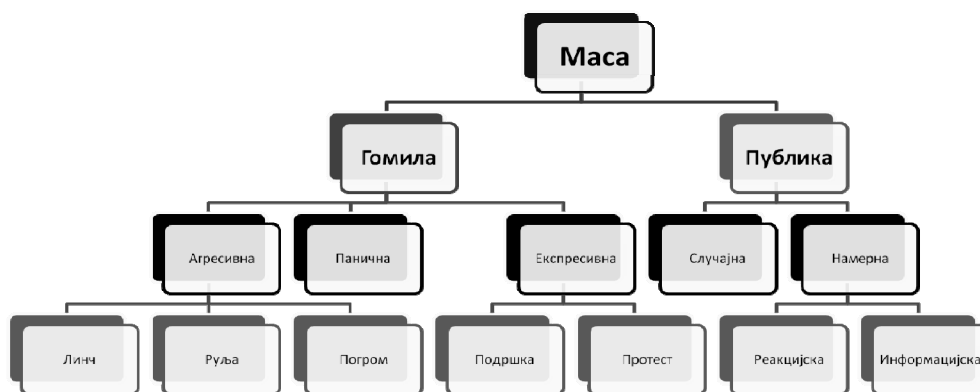 Маса
Гомила
Публика
Агресивна
Панична
Експресивна
Случајна
Намерна
Линч
Руља
Погром
Подршка
Протест
Реакцијска
Информацијска